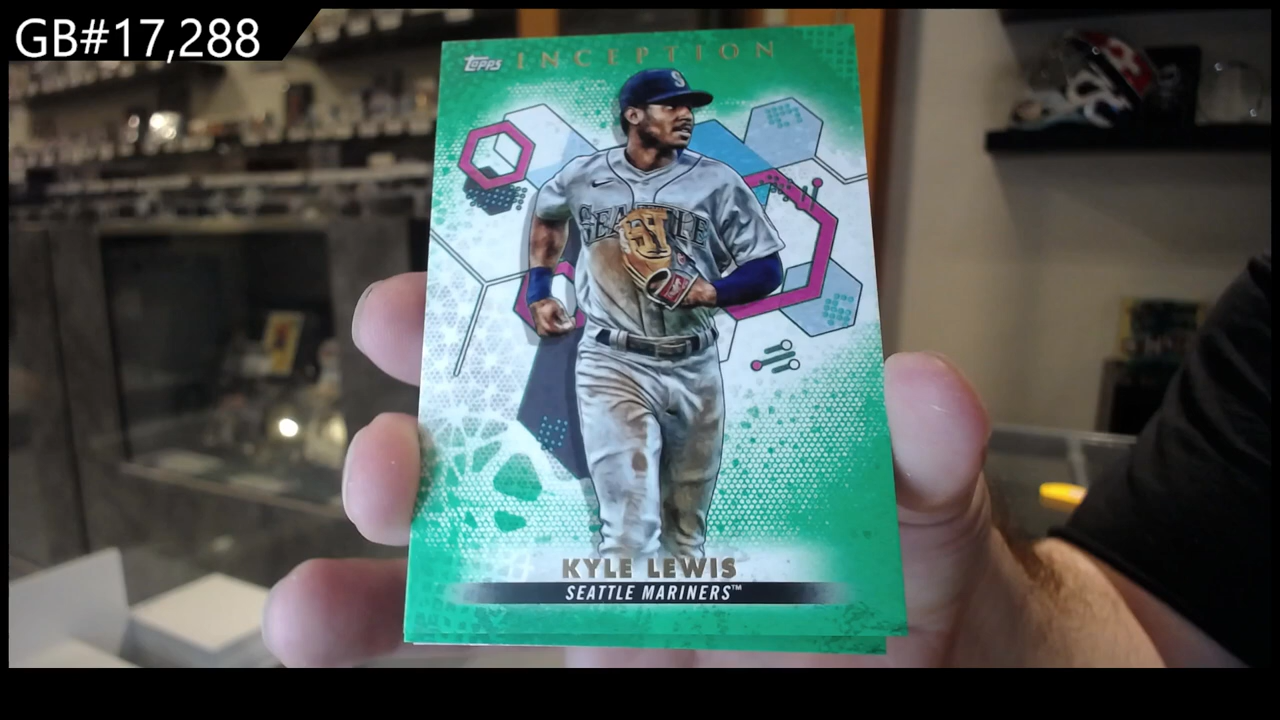 GB#17,288
Topps INCEPTION
SEATTLE
KYLE LEWIS
SEATTLE MARINERS™